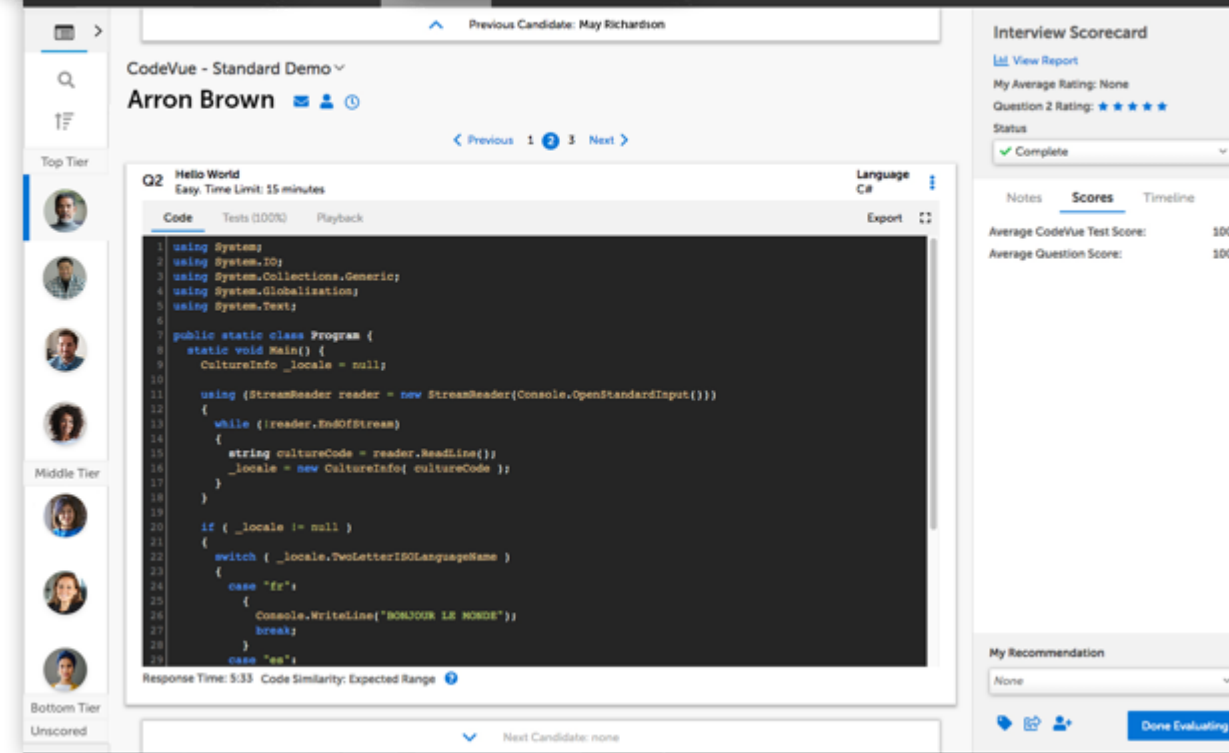 Previous Candidate: May Richardson
CodeVue - Standard Demo
Arron Brown
Previous 1 2 3 Next
Top Tier
Middle Tier
Bottom Tier
Unscored
Q2 Hello World
Easy. Time Limit: 15 minutes
Language
C#
Code Tests (100%) Playback Export
1 using System;
2 using System.IO;
3 using System.Collections.Generic;
4 using System.Globalization;
5 using System.Text;
6
7 public static class Program {
8 static void Main() {
9 CultureInfo _locale = null;
10
11 using (StreamReader reader = new StreamReader(Console.OpenStandardInput()))
12 {
13 while (!reader.EndOfStream)
14 {
15 string cultureCode = reader.ReadLine();
16 _locale = new CultureInfo( cultureCode );
17 }
18 }
19
20 if ( _locale != null )
21 {
22 switch ( _locale.TwoLetterISOLanguageName )
23 {
24 case "fr":
25 {
26 Console.WriteLine("BONJOUR LE MONDE");
27 break;
28 }
29 case "es":
Response Time: 5:33 Code Similarity: Expected Range ?
Next Candidate: none
Interview Scorecard
View Report
My Average Rating: None
Question 2 Rating: ★ ★ ★ ★ ★
Status
Complete
Notes Scores Timeline
Average CodeVue Test Score: 100
Average Question Score: 100
My Recommendation
None
Done Evaluating